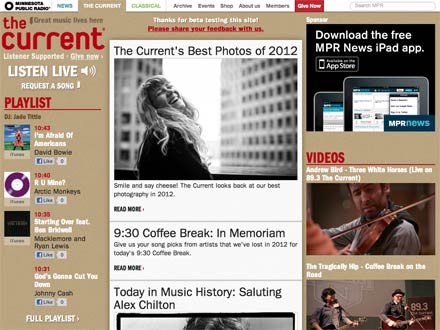 MINNESOTA
PUBLIC RADIO
NEWS
THE CURRENT
CLASSICAL
Archive
Events
Shop
About Us
Members
Give Now
Search MPR
the
current
Great music lives here
Listener Supported · Give now ›
LISTEN LIVE
REQUEST A SONG
PLAYLIST
DJ: Jade Tittle
10:43
I'm Afraid Of
Americans
David Bowie
iTunes
Like 0
10:40
R U Mine?
Arctic Monkeys
iTunes
Like 0
10:36
Starting Over feat.
Ben Bridwell
Macklemore and Ryan
Lewis
iTunes
Like 0
10:31
God's Gonna Cut You
Down
Johnny Cash
Like 0
FULL PLAYLIST ›
Thanks for beta testing this site!
Please share your feedback with us.
The Current's Best Photos of 2012
Smile and say cheese! The Current looks back at our best
photography in 2012.
READ MORE ›
9:30 Coffee Break: In Memoriam
Give us your song picks from artists that we've lost in 2012 for
today's 9:30 Coffee Break.
READ MORE ›
Today in Music History: Saluting
Alex Chilton
Sponsor
Download the free
MPR News iPad app.
Available on the
App Store
MPRnews
VIDEOS
Andrew Bird - Three White Horses (Live on
89.3 The Current)
The Tragically Hip - Coffee Break on the
Road